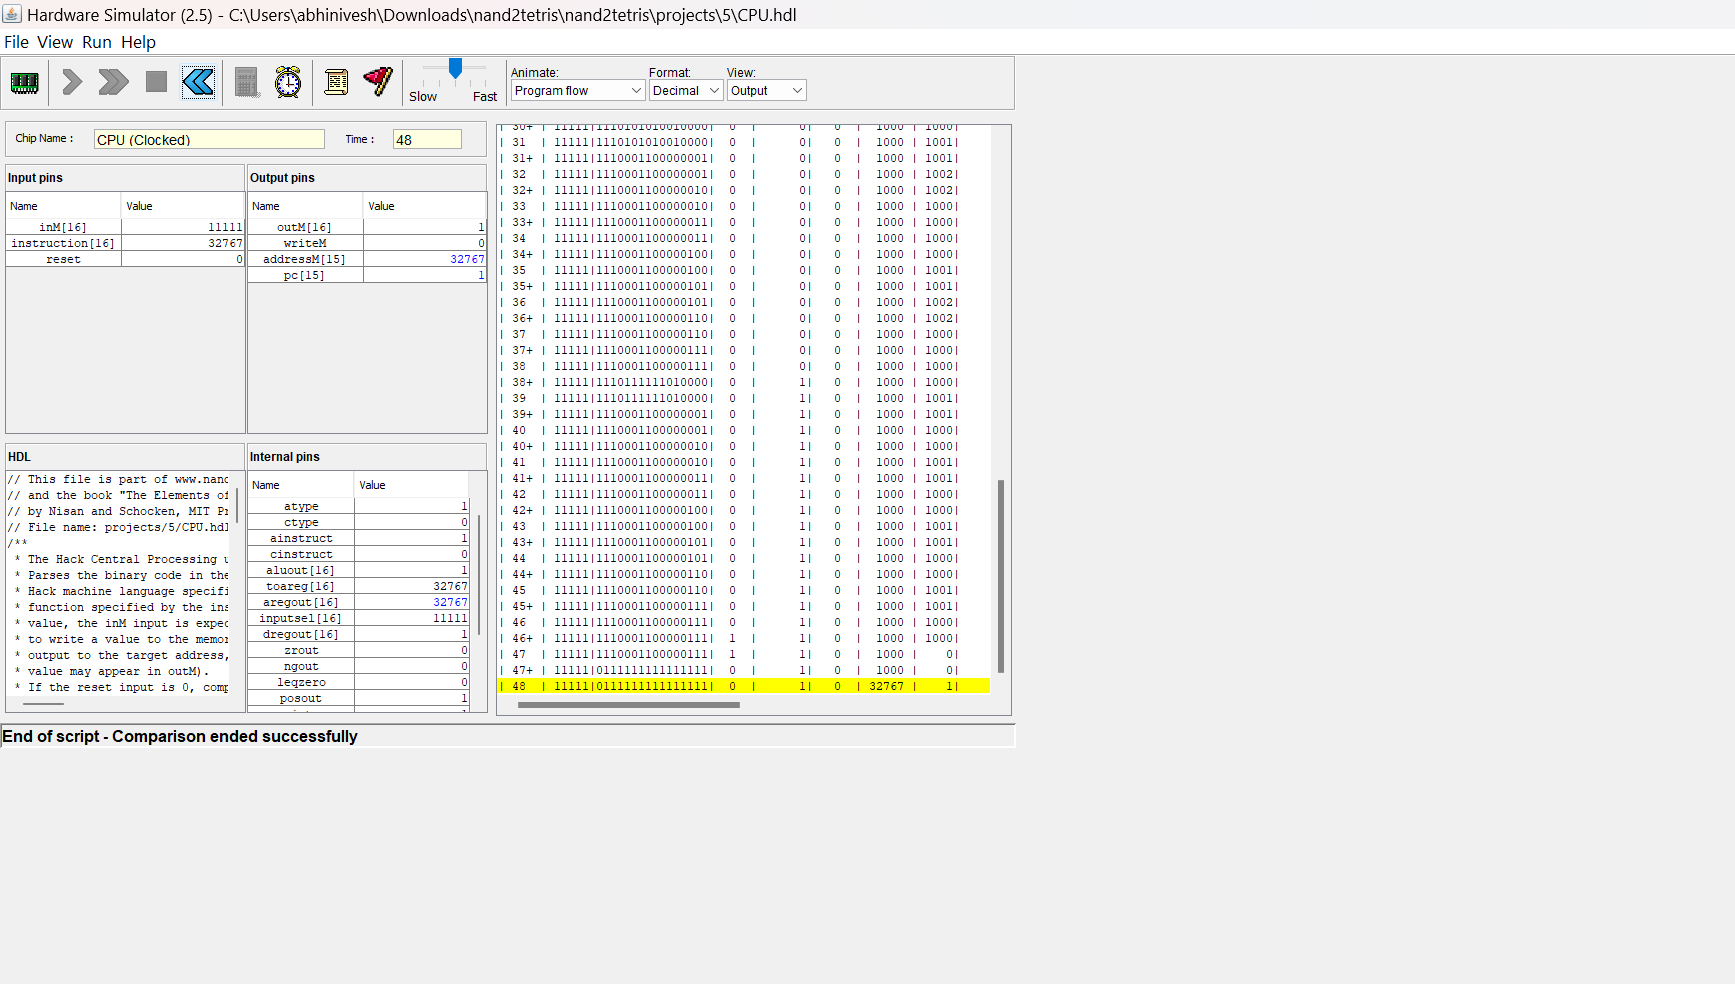 Hardware Simulator (2.5) - C:\Users\abhinivesh\Downloads\nand2tetris\nand2tetris\projects\5\CPU.hdl
File View Run Help
Slow Fast
Animate: Format: View:
Program flow Decimal Output
Chip Name : CPU (Clocked) Time : 48
Input pins
Name Value
inM[16] 11111
instruction[16] 32767
reset 0
Output pins
Name Value
outM[16] 1
writeM 0
addressM[15] 32767
pc[15] 1
HDL
// This file is part of www.nand
// and the book "The Elements of
// by Nisan and Schocken, MIT Pr
// File name: projects/5/CPU.hdl
/**
* The Hack Central Processing u
* Parses the binary code in the
* Hack machine language specifi
* function specified by the ins
* value, the inM input is expec
* to write a value to the memor
* output to the target address,
* value may appear in outM).
* If the reset input is 0, comp
Internal pins
Name Value
atype 1
ctype 0
ainstruct 1
cinstruct 0
aluout[16] 1
toareg[16] 32767
aregout[16] 32767
inputsel[16] 11111
dregout[16] 1
zrout 0
ngout 0
leqzero 0
posout 1
| 30+ | 11111|1110101010010000| 0 | 0| 0 | 1000 | 1000|
| 31 | 11111|1110101010010000| 0 | 0| 0 | 1000 | 1001|
| 31+ | 11111|1110001100000001| 0 | 0| 0 | 1000 | 1001|
| 32 | 11111|1110001100000001| 0 | 0| 0 | 1000 | 1002|
| 32+ | 11111|1110001100000010| 0 | 0| 0 | 1000 | 1002|
| 33 | 11111|1110001100000010| 0 | 0| 0 | 1000 | 1000|
| 33+ | 11111|1110001100000011| 0 | 0| 0 | 1000 | 1000|
| 34 | 11111|1110001100000011| 0 | 0| 0 | 1000 | 1000|
| 34+ | 11111|1110001100000100| 0 | 0| 0 | 1000 | 1000|
| 35 | 11111|1110001100000100| 0 | 0| 0 | 1000 | 1001|
| 35+ | 11111|1110001100000101| 0 | 0| 0 | 1000 | 1001|
| 36 | 11111|1110001100000101| 0 | 0| 0 | 1000 | 1002|
| 36+ | 11111|1110001100000110| 0 | 0| 0 | 1000 | 1002|
| 37 | 11111|1110001100000110| 0 | 0| 0 | 1000 | 1000|
| 37+ | 11111|1110001100000111| 0 | 0| 0 | 1000 | 1000|
| 38 | 11111|1110001100000111| 0 | 0| 0 | 1000 | 1000|
| 38+ | 11111|1110111111010000| 0 | 1| 0 | 1000 | 1000|
| 39 | 11111|1110111111010000| 0 | 1| 0 | 1000 | 1001|
| 39+ | 11111|1110001100000001| 0 | 1| 0 | 1000 | 1001|
| 40 | 11111|1110001100000001| 0 | 1| 0 | 1000 | 1000|
| 40+ | 11111|1110001100000010| 0 | 1| 0 | 1000 | 1000|
| 41 | 11111|1110001100000010| 0 | 1| 0 | 1000 | 1001|
| 41+ | 11111|1110001100000011| 0 | 1| 0 | 1000 | 1001|
| 42 | 11111|1110001100000011| 0 | 1| 0 | 1000 | 1000|
| 42+ | 11111|1110001100000100| 0 | 1| 0 | 1000 | 1000|
| 43 | 11111|1110001100000100| 0 | 1| 0 | 1000 | 1001|
| 43+ | 11111|1110001100000101| 0 | 1| 0 | 1000 | 1001|
| 44 | 11111|1110001100000101| 0 | 1| 0 | 1000 | 1000|
| 44+ | 11111|1110001100000110| 0 | 1| 0 | 1000 | 1000|
| 45 | 11111|1110001100000110| 0 | 1| 0 | 1000 | 1001|
| 45+ | 11111|1110001100000111| 0 | 1| 0 | 1000 | 1001|
| 46 | 11111|1110001100000111| 0 | 1| 0 | 1000 | 1000|
| 46+ | 11111|1110001100000111| 1 | 1| 0 | 1000 | 1000|
| 47 | 11111|1110001100000111| 1 | 1| 0 | 1000 | 0|
| 47+ | 11111|0111111111111111| 0 | 1| 0 | 1000 | 0|
| 48 | 11111|0111111111111111| 0 | 1| 0 | 32767 | 1|
End of script - Comparison ended successfully